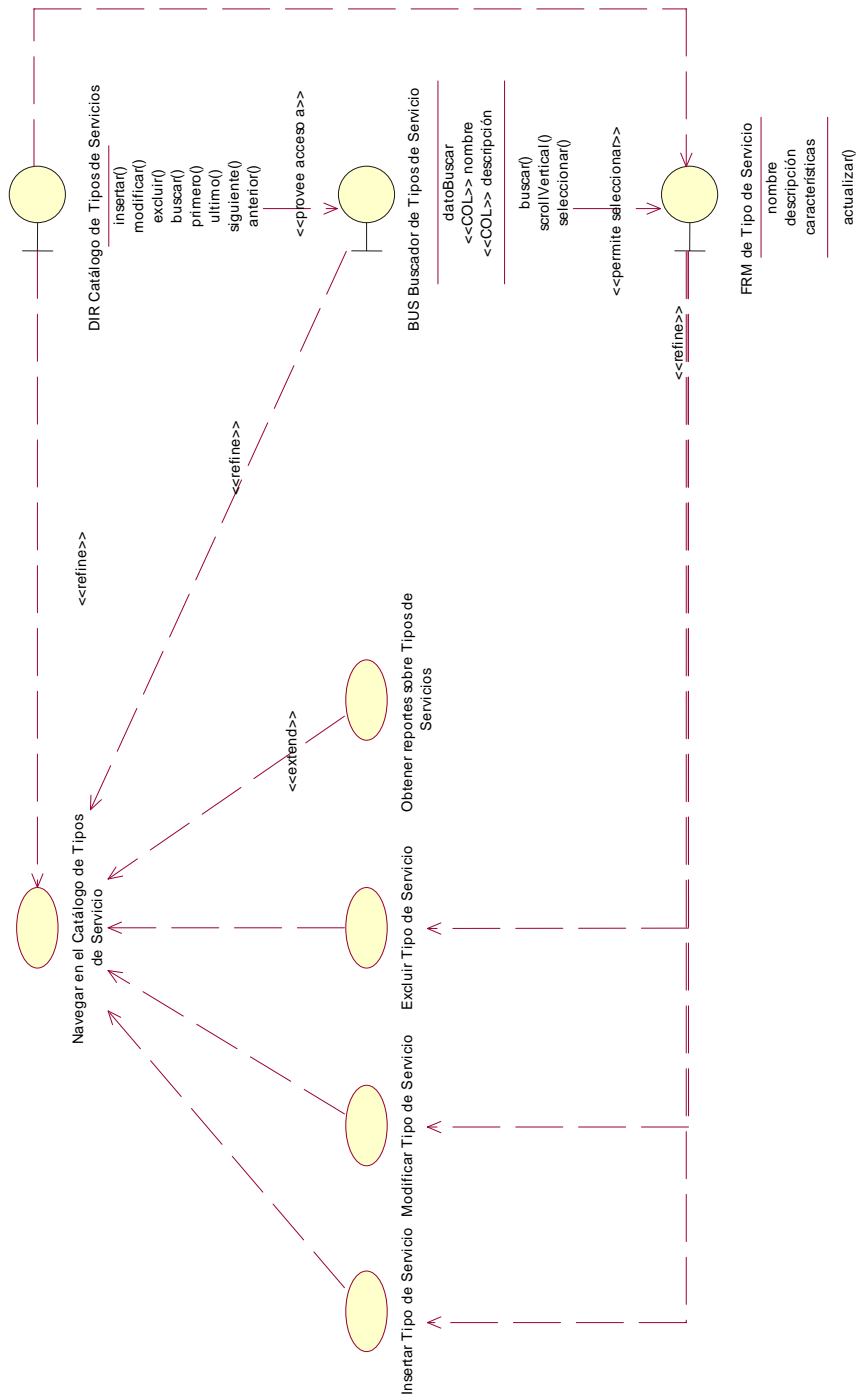 Navegar en el Catálogo de Tipos
de Servicio
<<refine>>
DIR Catálogo de Tipos de Servicios
insertar()
modificar()
excluir()
buscar()
primero()
ultimo()
siguiente()
anterior()
<<extend>>
<<refine>>
<<provee acceso a>>
Insertar Tipo de Servicio
Modificar Tipo de Servicio
Excluir Tipo de Servicio
Obtener reportes sobre Tipos de
Servicios
BUS Buscador de Tipos de Servicio
datoBuscar
<<COL>> nombre
<<COL>> descripción
buscar()
scrollVertical()
seleccionar()
<<permite seleccionar>>
<<refine>>
FRM de Tipo de Servicio
nombre
descripción
características
actualizar()